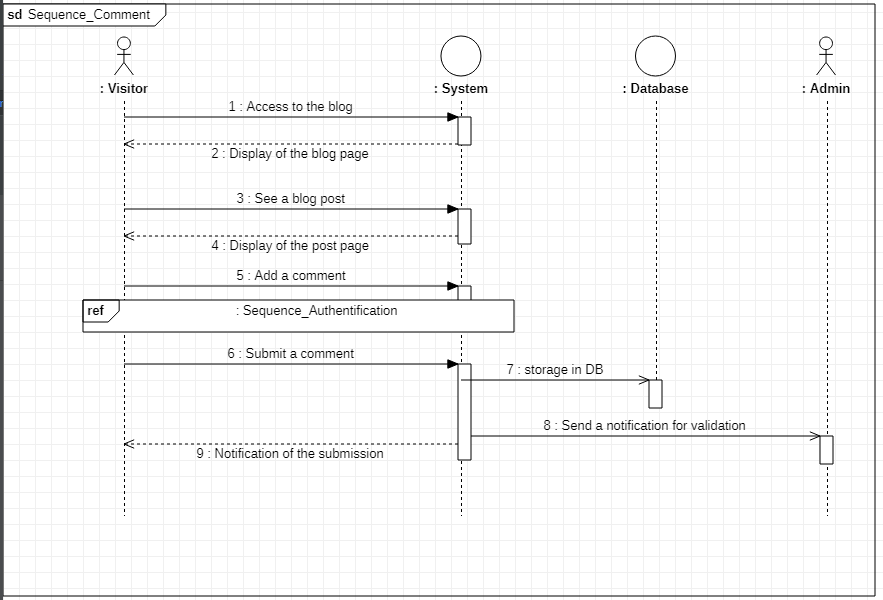 sd Sequence_Comment
: Visitor
: System
: Database
: Admin
1 : Access to the blog
2 : Display of the blog page
3 : See a blog post
4 : Display of the post page
5 : Add a comment
ref
: Sequence_Authentification
6 : Submit a comment
7 : storage in DB
8 : Send a notification for validation
9 : Notification of the submission